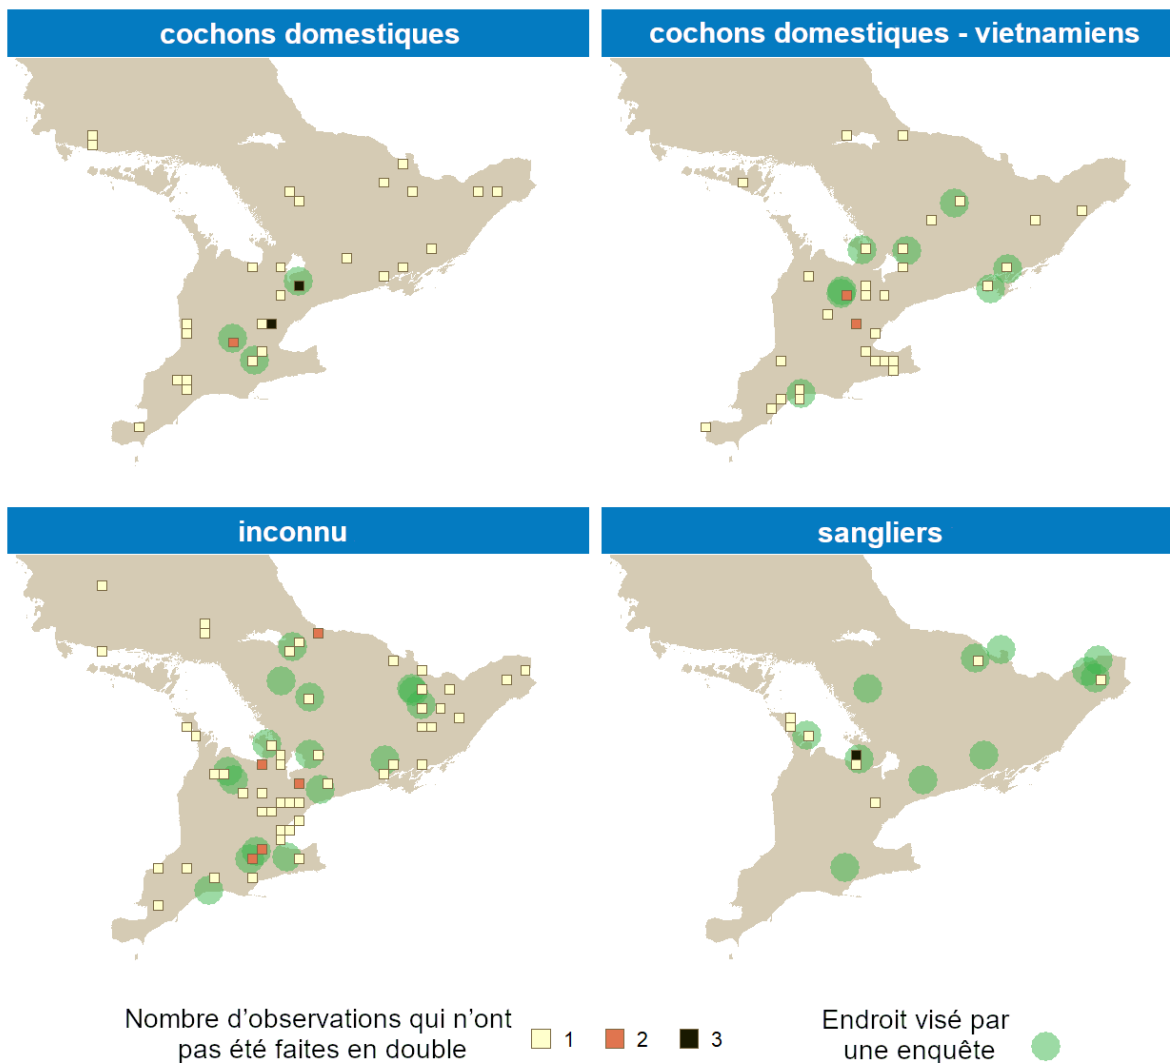 cochons domestiques
cochons domestiques - vietnamiens
inconnu
sangliers
Nombre d'observations qui n'ont
pas été faites en double
1
2
3
Endroit visé par
une enquête